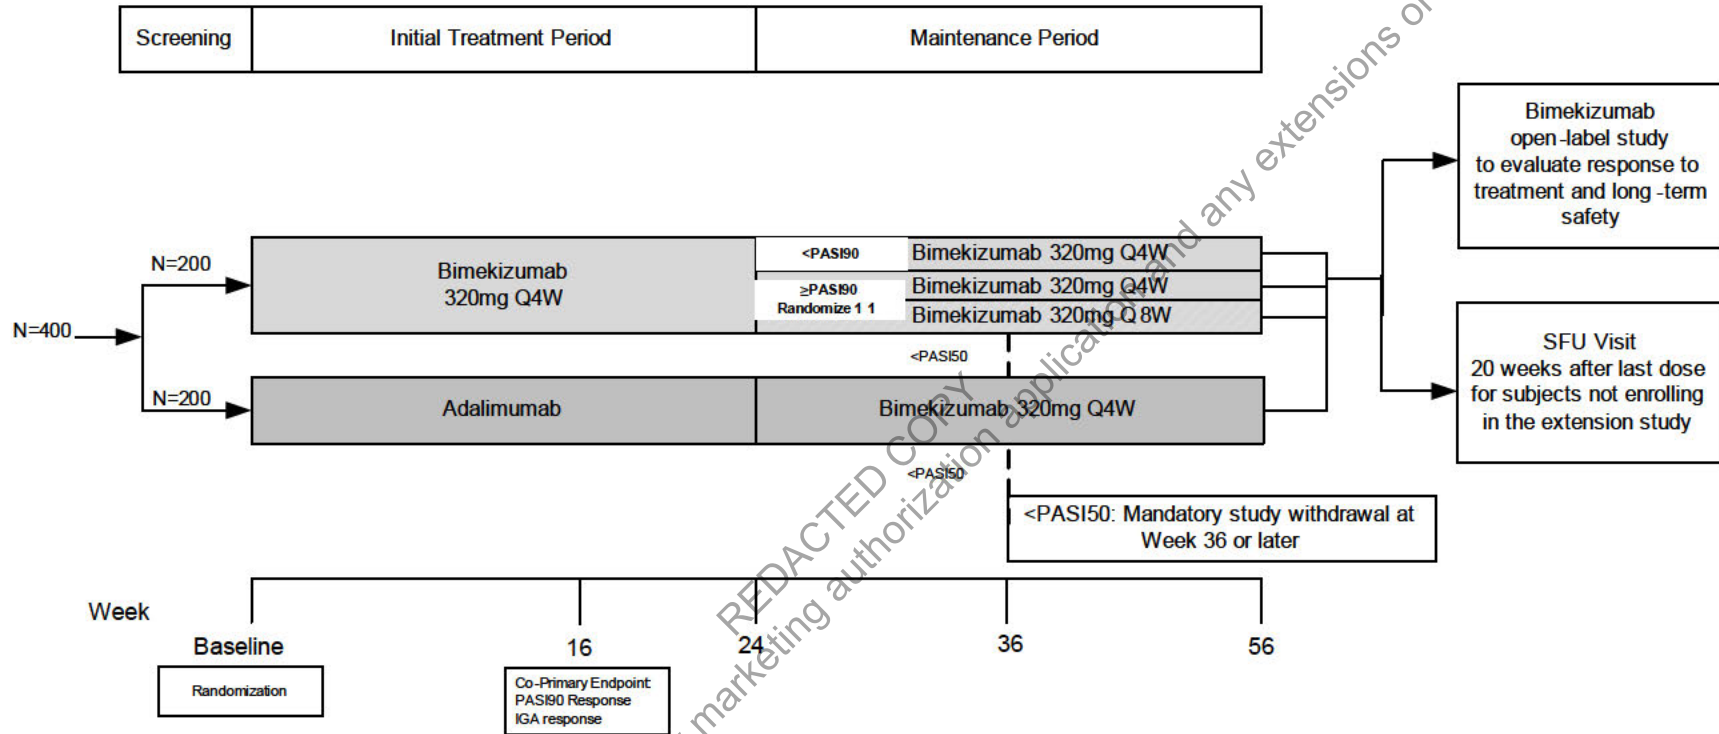 Screening
Initial Treatment Period
Maintenance Period
Bimekizumab
open-label study
to evaluate response to
treatment and long-term
safety
N=400
N=200
Bimekizumab
320mg Q4W
<PASI90
Bimekizumab 320mg Q4W
≥PASI90
Randomize 1 1
Bimekizumab 320mg Q4W
Bimekizumab 320mg Q8W
<PASI50
N=200
Adalimumab
Bimekizumab 320mg Q4W
<PASI50
SFU Visit
20 weeks after last dose
for subjects not enrolling
in the extension study
<PASI50: Mandatory study withdrawal at
Week 36 or later
Week
Baseline
16
24
36
56
Randomization
Co-Primary Endpoint:
PASI90 Response
IGA response
REDACTED COPY
marketing authorization application and any extensions or